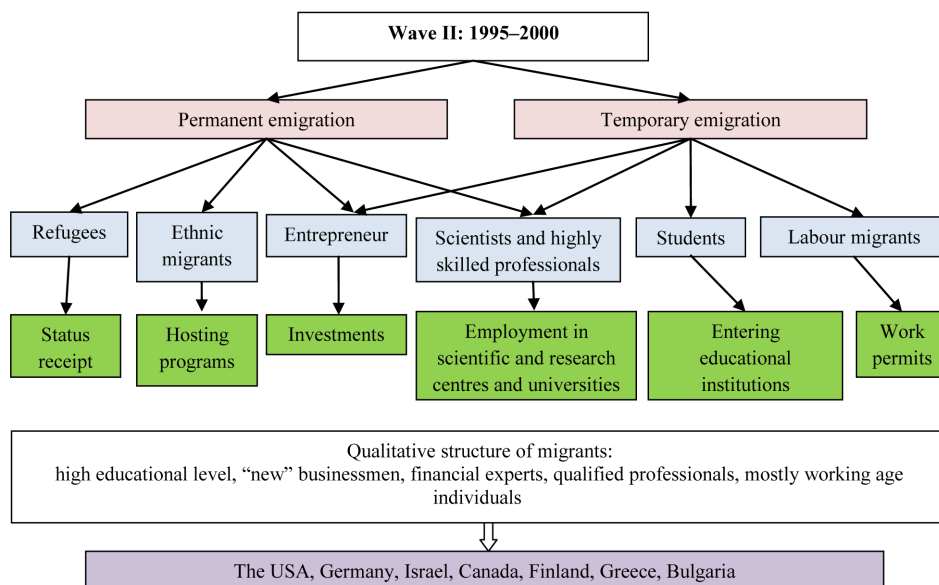 Wave II: 1995–2000
Permanent emigration
Temporary emigration
Refugees
Ethnic
migrants
Entrepreneur
Scientists and highly
skilled professionals
Students
Labour migrants
Status
receipt
Hosting
programs
Investments
Employment in
scientific and research
centres and universities
Entering
educational
institutions
Work
permits
Qualitative structure of migrants:
high educational level, “new” businessmen, financial experts, qualified professionals, mostly working age
individuals
The USA, Germany, Israel, Canada, Finland, Greece, Bulgaria